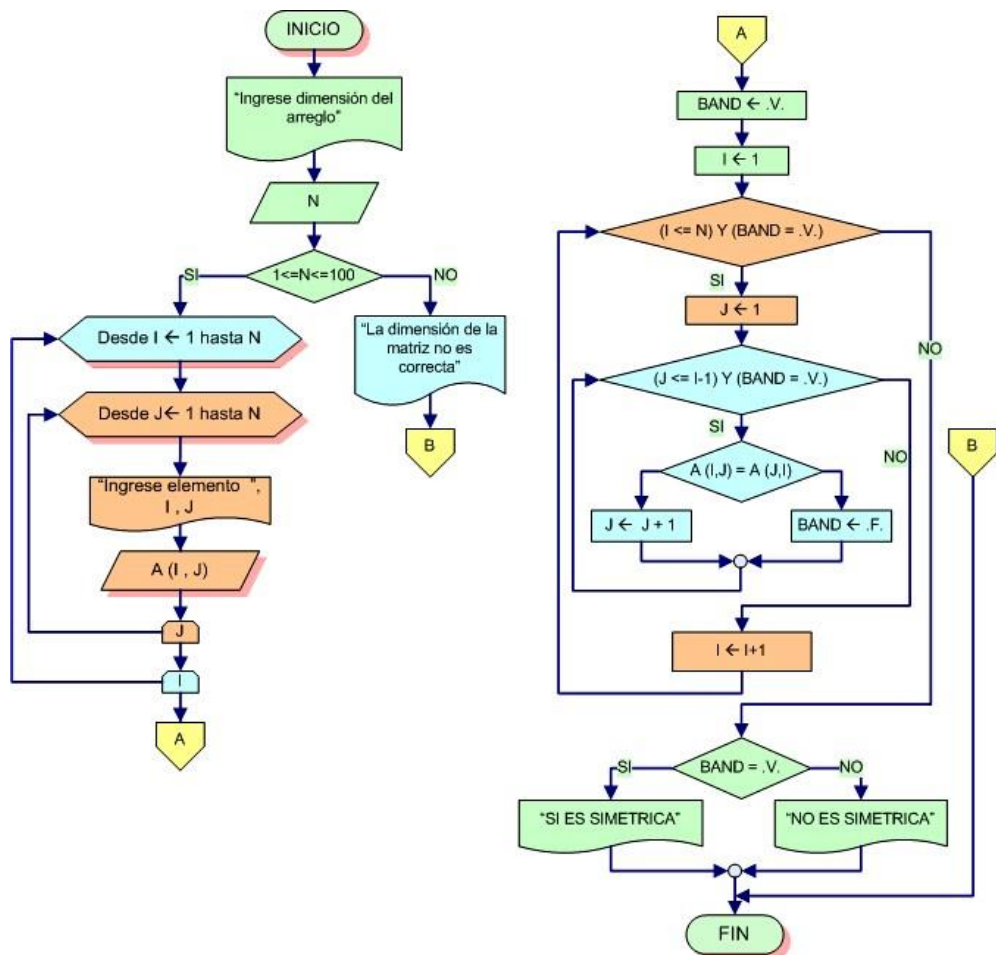 INICIO
“Ingrese dimensión del
arreglo”
N
1<=N<=100
SI
NO
Desde I ← 1 hasta N
“La dimensión de la
matriz no es
correcta”
Desde J← 1 hasta N
B
“Ingrese elemento ”,
I , J
A (I , J)
J
I
A
A
BAND ← .V.
I ← 1
(I <= N) Y (BAND = .V.)
SI
NO
J ← 1
(J <= I-1) Y (BAND = .V.)
SI
NO
A (I,J) = A (J,I)
J ← J + 1
BAND ← .F.
I ← I+1
B
BAND = .V.
SI
NO
“SI ES SIMETRICA”
“NO ES SIMETRICA”
FIN